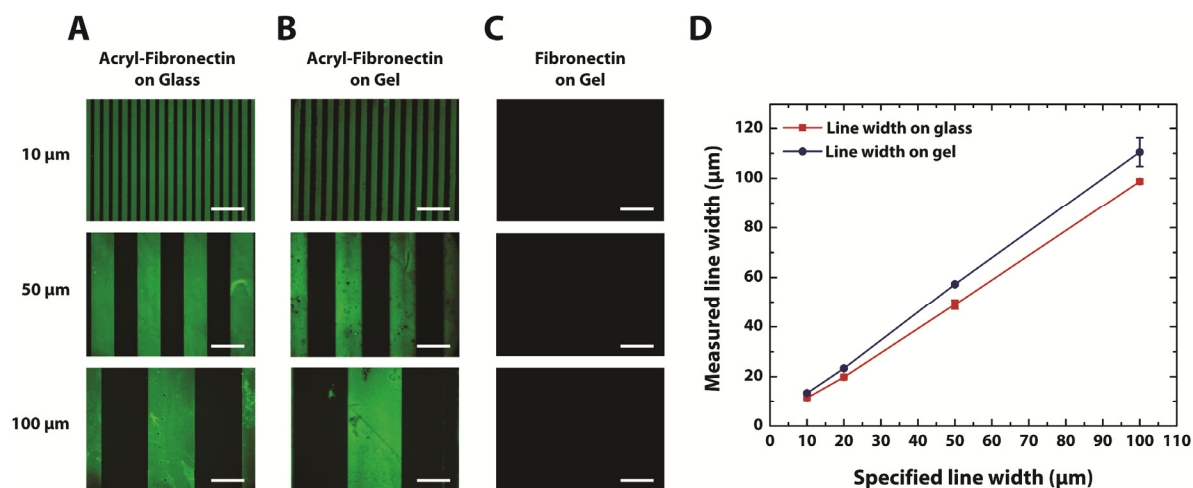 A
Acryl-Fibronectin
on Glass
B
Acryl-Fibronectin
on Gel
C
Fibronectin
on Gel
10 µm
50 µm
100 µm
D
Line width on glass
Line width on gel
Measured line width (µm)
120
100
80
60
40
20
0
0 10 20 30 40 50 60 70 80 90 100 110
Specified line width (µm)